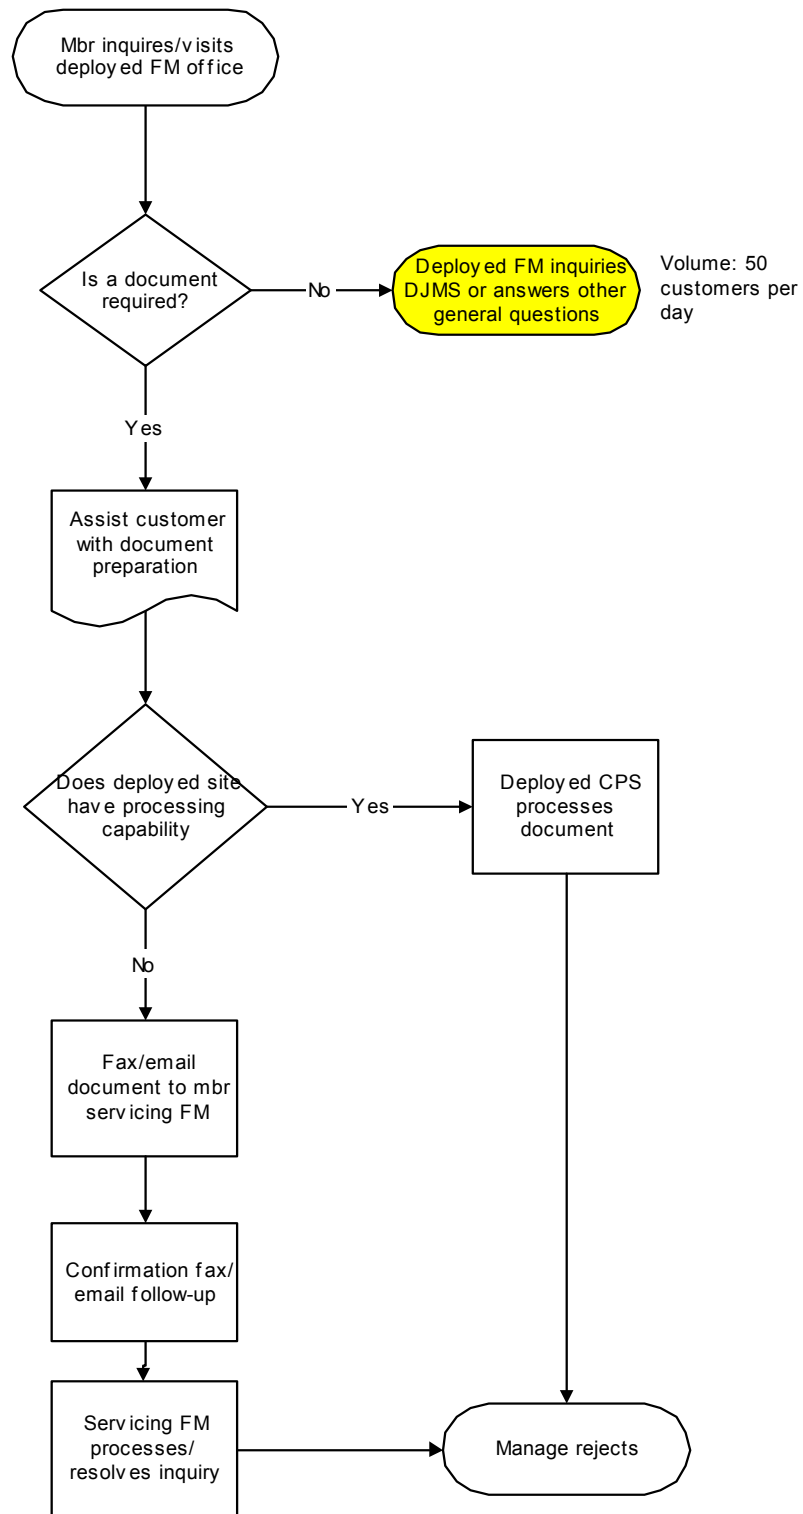 Mbr inquires/visits
deployed FM office
Is a document
required?
No
Deployed FM inquiries
DJMS or answers other
general questions
Volume: 50
customers per
day
Yes
Assist customer
with document
preparation
Does deployed site
have processing
capability
Yes
Deployed CPS
processes
document
No
Fax/email
document to mbr
servicing FM
Confirmation fax/
email follow-up
Servicing FM
processes/
resolves inquiry
Manage rejects